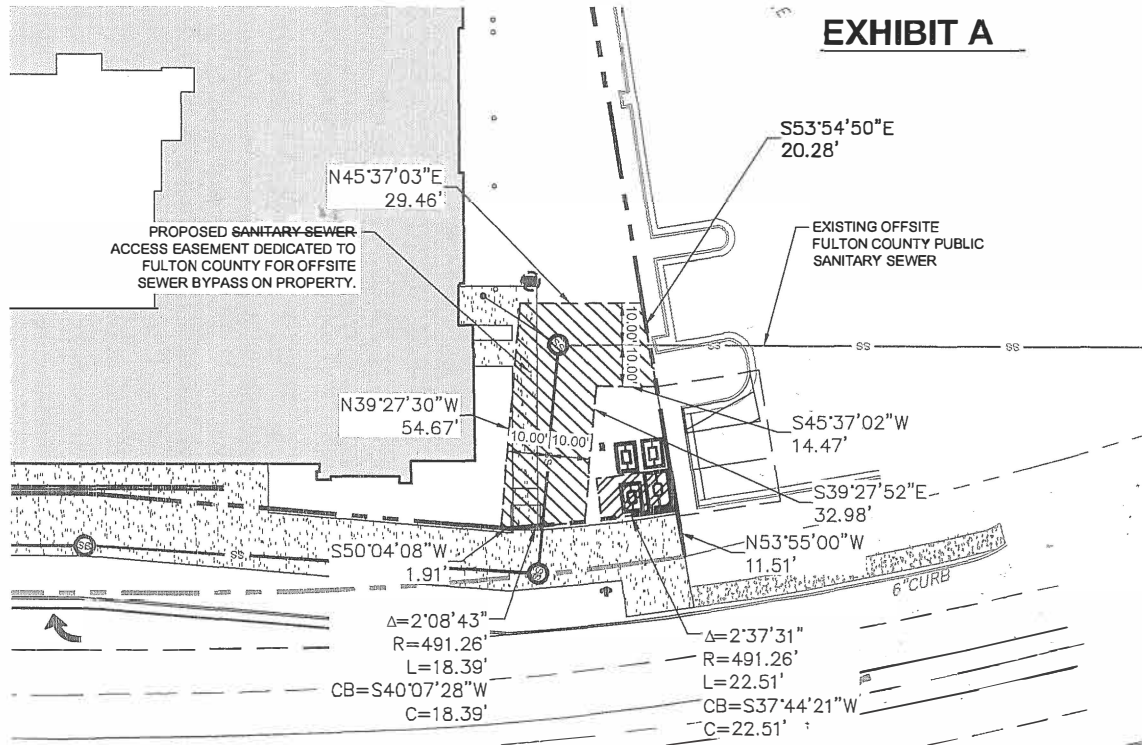 EXHIBIT A
S53°54'50"E
20.28'
N45°37'03"E
29.46'
PROPOSED SANITARY SEWER
ACCESS EASEMENT DEDICATED TO
FULTON COUNTY FOR OFFSITE
SEWER BYPASS ON PROPERTY.
EXISTING OFFSITE
FULTON COUNTY PUBLIC
SANITARY SEWER
10.00'
10.00'
SS
SS
SS
SS
N39°27'30"W
54.67'
10.00'
10.00'
S45°37'02"W
14.47'
S39°27'52"E
32.98'
N53°55'00"W
11.51'
S50°04'08"W
1.91'
SS
SS
SS
6"CURB
Δ=2°08'43"
R=491.26'
L=18.39'
CB=S40°07'28"W
C=18.39'
Δ=2°37'31"
R=491.26'
L=22.51'
CB=S37°44'21"W
C=22.51'